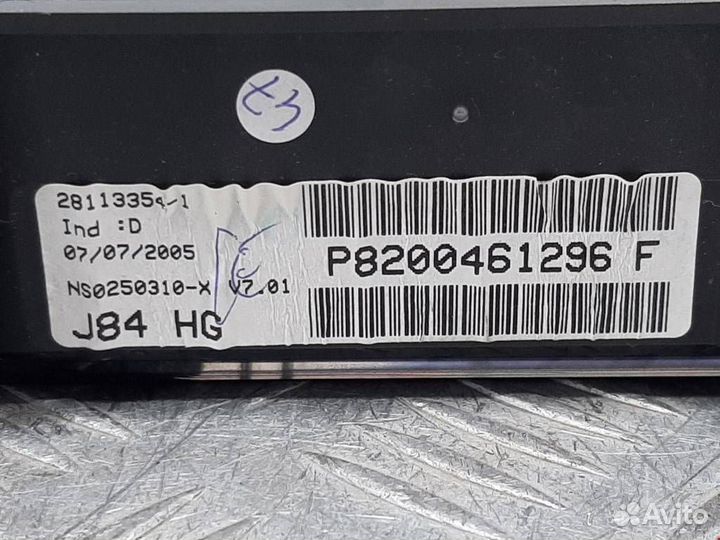 28113354-1
Ind :D
07/07/2005
NS0250310-X V7.01
J84 HG
P8200461296 F
Avito